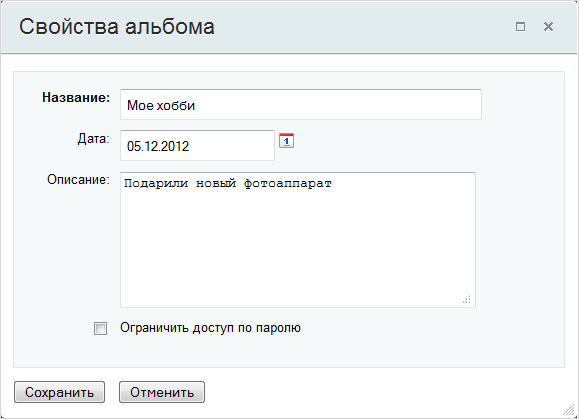 Свойства альбома
Название: Мое хобби
Дата: 05.12.2012 1
Описание: Подарили новый фотоаппарат
Ограничить доступ по паролю
Сохранить Отменить